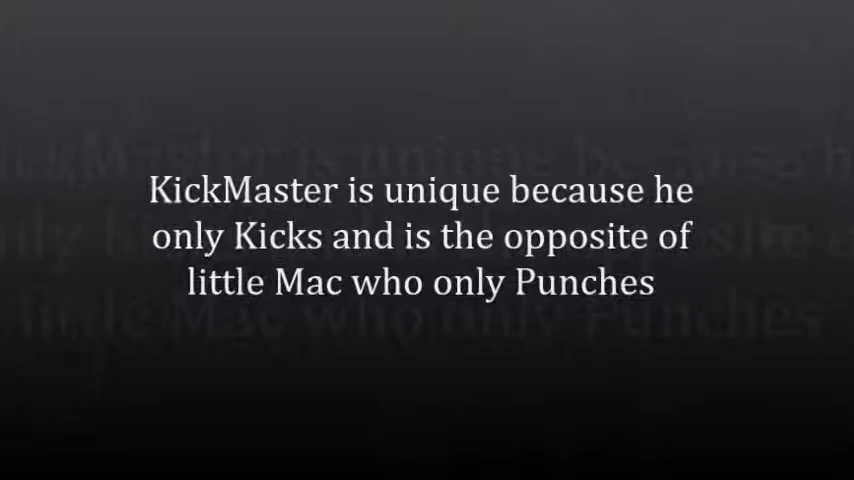 KickMaster is unique because he
only Kicks and is the opposite of
little Mac who only Punches